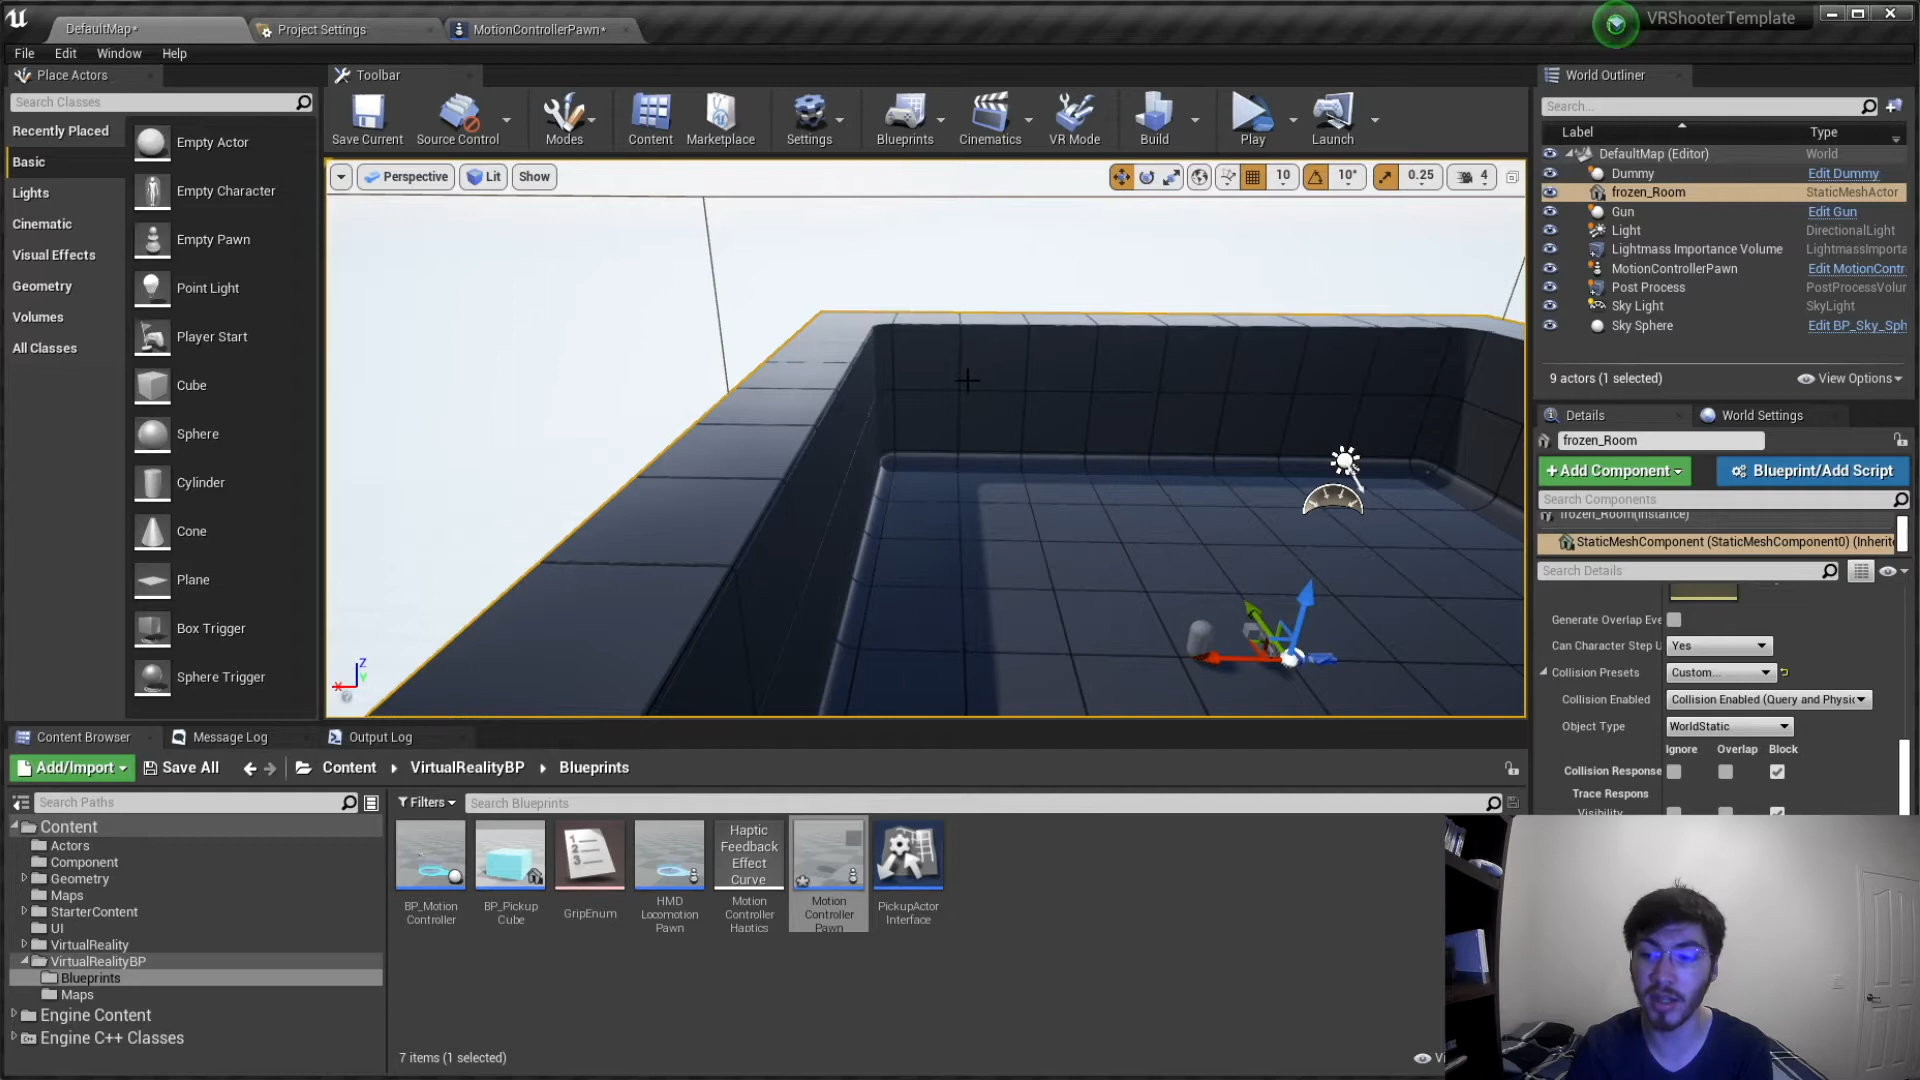 DefaultMap*
Project Settings
MotionControllerPawn*
VRShooterTemplate
File Edit Window Help
Place Actors
Search Classes
Recently Placed
Basic
Lights
Cinematic
Visual Effects
Geometry
Volumes
All Classes
Empty Actor
Empty Character
Empty Pawn
Point Light
Player Start
Cube
Sphere
Cylinder
Cone
Plane
Box Trigger
Sphere Trigger
Toolbar
Save Current
Source Control
Modes
Content
Marketplace
Settings
Blueprints
Cinematics
VR Mode
Build
Play
Launch
Perspective
Lit
Show
10
10°
0.25
4
Z
Y
X
World Outliner
Search...
Label Type
DefaultMap (Editor) World
Dummy Edit Dummy
frozen_Room StaticMeshActor
Gun Edit Gun
Light DirectionalLight
Lightmass Importance Volume LightmassImporta
MotionControllerPawn Edit MotionContr
Post Process PostProcessVolur
Sky Light SkyLight
Sky Sphere Edit BP_Sky_Sph
9 actors (1 selected)
View Options
Details
World Settings
frozen_Room
+Add Component
Blueprint/Add Script
Search Components
frozen_Room(Instance)
StaticMeshComponent (StaticMeshComponent0) (Inherite
Search Details
Generate Overlap Eve
Can Character Step U Yes
Collision Presets Custom...
Collision Enabled Collision Enabled (Query and Physic
Object Type WorldStatic
Ignore Overlap Block
Collision Response
Trace Respons
Visibility
Content Browser
Message Log
Output Log
Add/Import
Save All
Content VirtualRealityBP Blueprints
Search Paths
Filters
Search Blueprints
Content
Actors
Component
Geometry
Maps
StarterContent
UI
VirtualReality
VirtualRealityBP
Blueprints
Maps
Engine Content
Engine C++ Classes
BP_Motion
Controller
BP_Pickup
Cube
1
2
3
GripEnum
HMD
Locomotion
Pawn
Haptic
Feedback
Effect
Curve
Motion
Controller
Haptics
Motion
Controller
Pawn
PickupActor
Interface
7 items (1 selected)
Vi